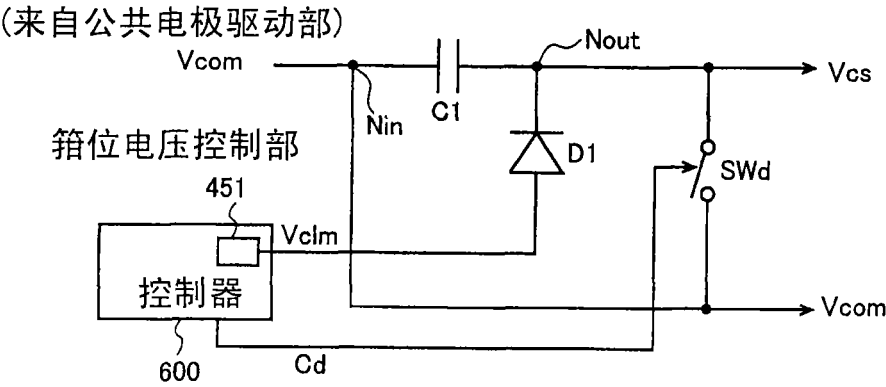 (来自公共电极驱动部)
Vcom
Nout
Vcs
C1
Nin
箝位电压控制部
D1
SWd
451
Vclm
控制器
Vcom
Cd
600